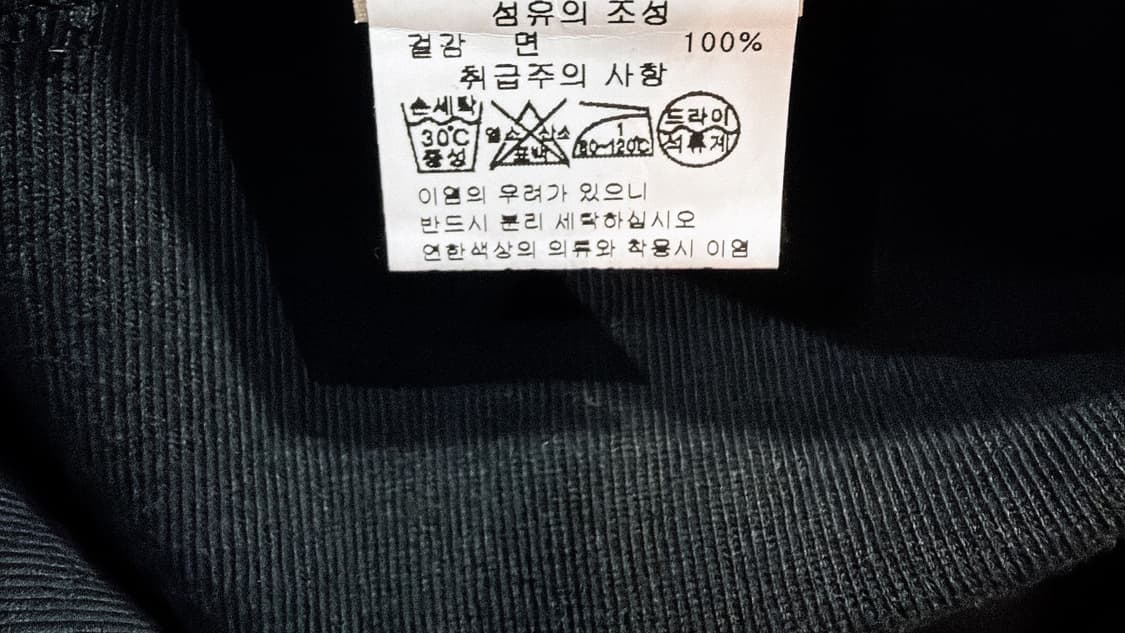 섬유의 조성
겉감 면 100%
취급주의 사항
손세탁 30℃ 중성
염소 산소 표백
1 80~120℃
드라이 석유계
이염의 우려가 있으니
반드시 분리 세탁하십시오
연한색상의 의류와 착용시 이염